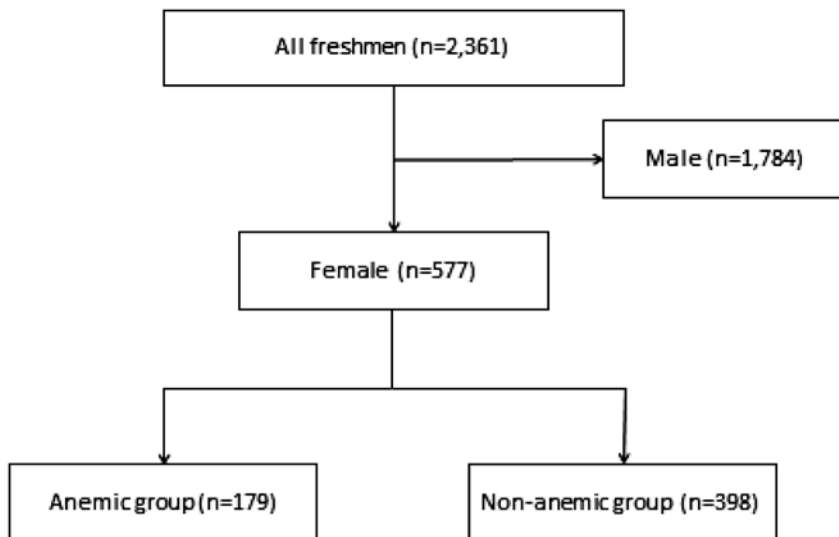 All freshmen (n=2,361)
Male (n=1,784)
Female (n=577)
Anemic group (n=179)
Non-anemic group (n=398)